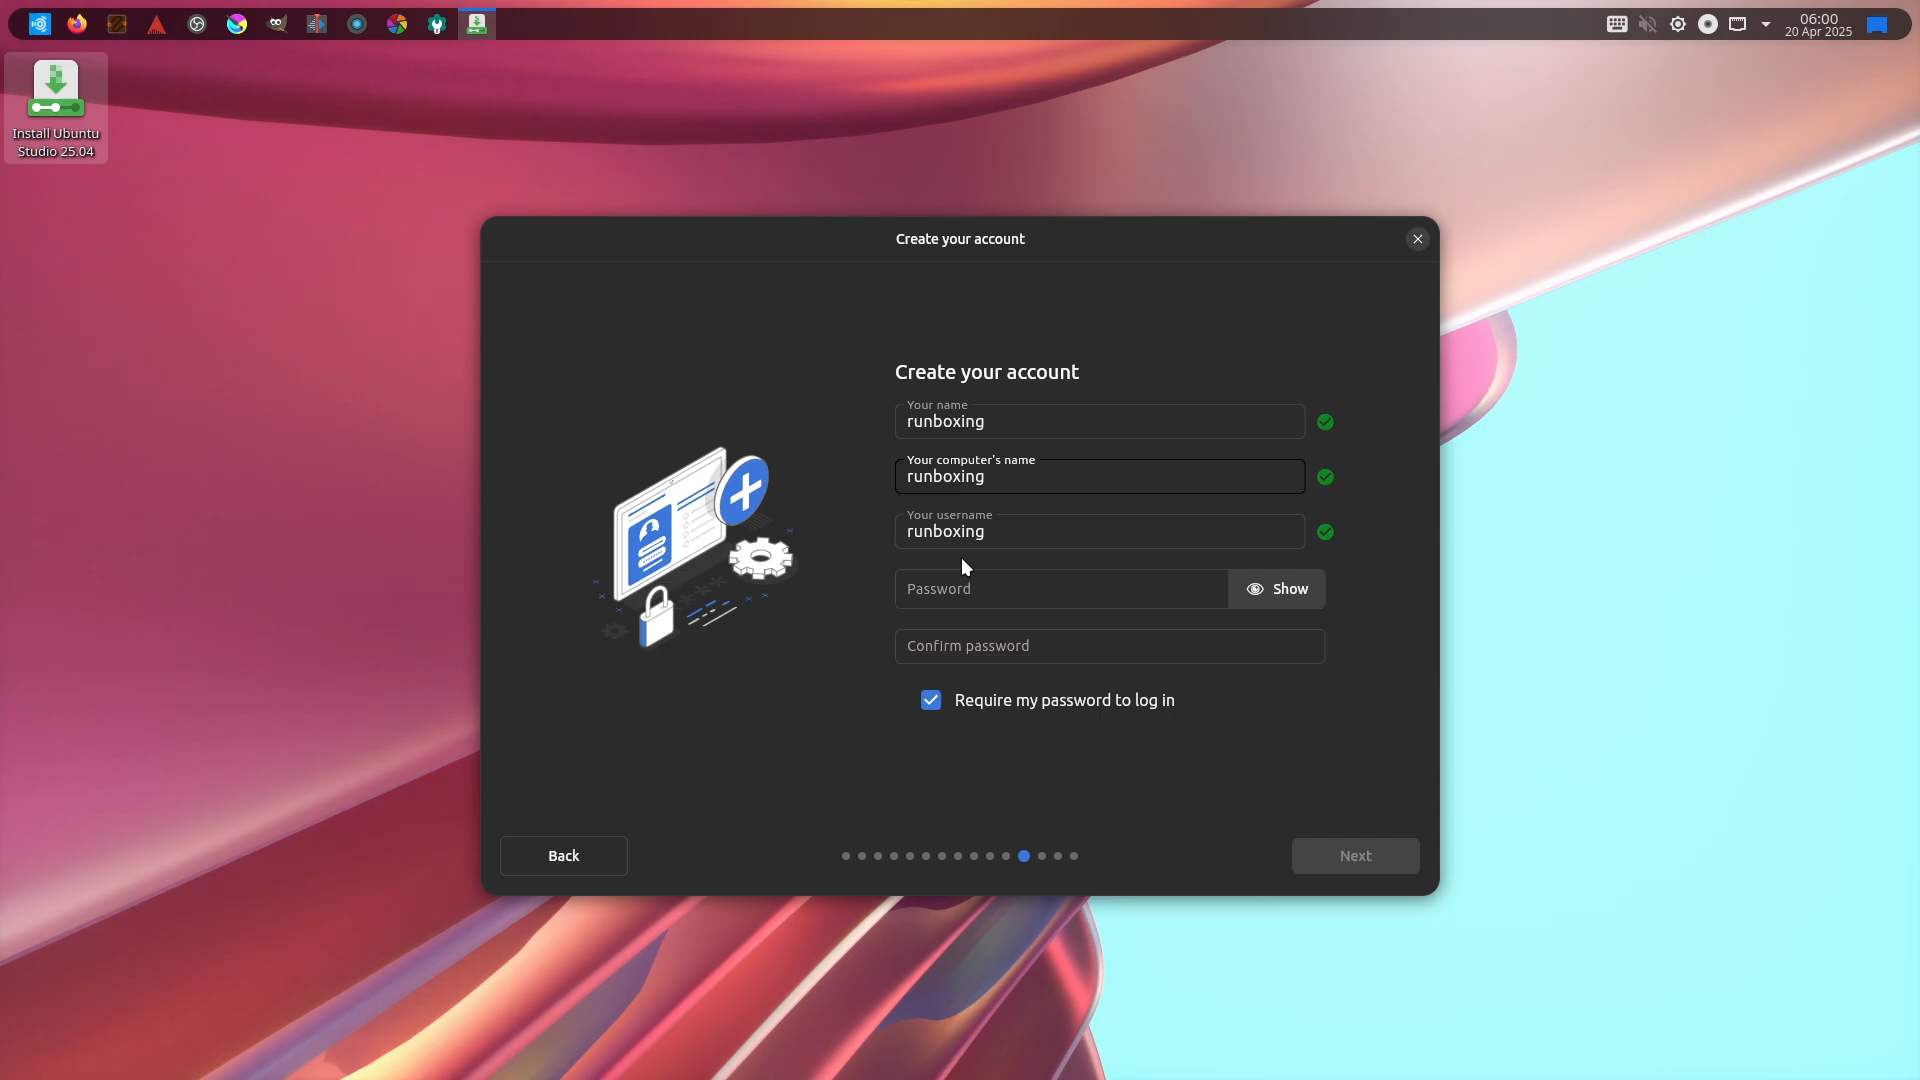 06:00
20 Apr 2025
Install Ubuntu
Studio 25.04
Create your account
Create your account
Your name
runboxing
Your computer's name
runboxing
Your username
runboxing
Password
Show
Confirm password
Require my password to log in
Back
Next